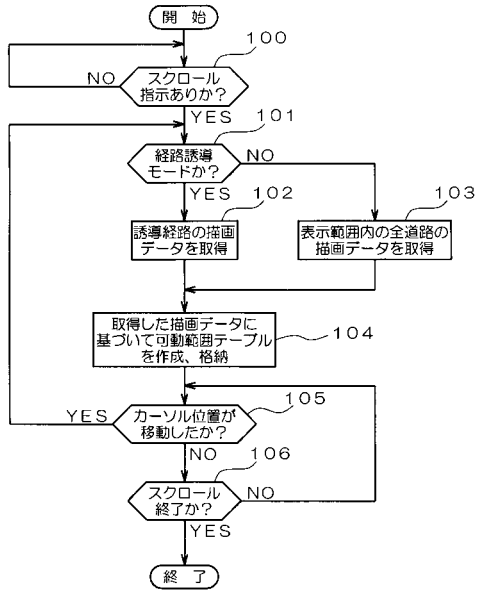 開 始
100
NO
スクロール
指示ありか？
YES
101
経路誘導
モードか？
NO
YES
102
103
誘導経路の描画
データを取得
表示範囲内の全道路の
描画データを取得
取得した描画データに
基づいて可動範囲テーブル
を作成、格納
104
105
YES
カーソル位置が
移動したか？
NO
106
スクロール
終了か？
NO
YES
終 了